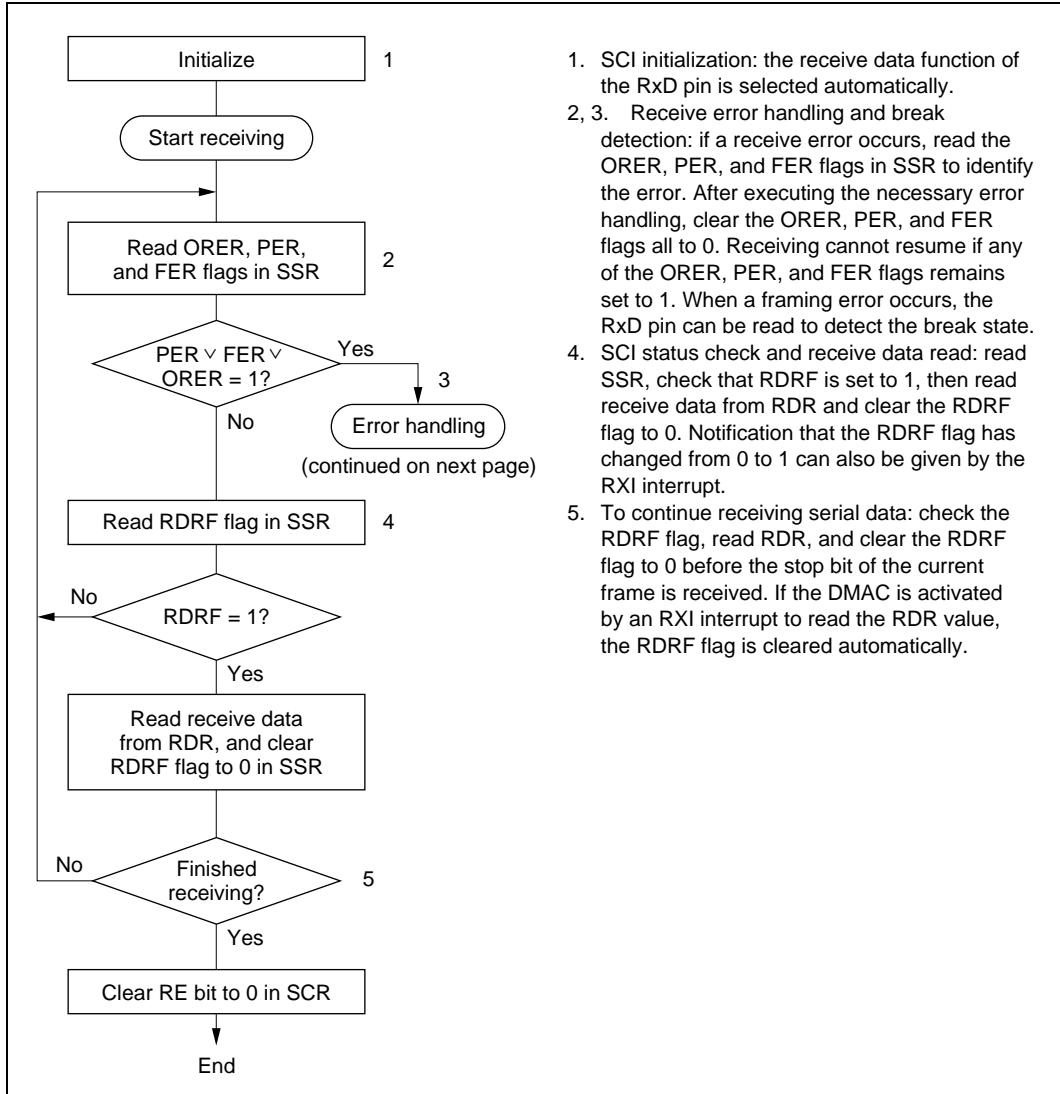 Initialize
1
Start receiving
Read ORER, PER,
and FER flags in SSR
2
PER ∨ FER ∨
ORER = 1?
Yes
3
No
Error handling
(continued on next page)
Read RDRF flag in SSR
4
No
RDRF = 1?
Yes
Read receive data
from RDR, and clear
RDRF flag to 0 in SSR
No
Finished
receiving?
5
Yes
Clear RE bit to 0 in SCR
End
1. SCI initialization: the receive data function of
the RxD pin is selected automatically.
2, 3. Receive error handling and break
detection: if a receive error occurs, read the
ORER, PER, and FER flags in SSR to identify
the error. After executing the necessary error
handling, clear the ORER, PER, and FER
flags all to 0. Receiving cannot resume if any
of the ORER, PER, and FER flags remains
set to 1. When a framing error occurs, the
RxD pin can be read to detect the break state.
4. SCI status check and receive data read: read
SSR, check that RDRF is set to 1, then read
receive data from RDR and clear the RDRF
flag to 0. Notification that the RDRF flag has
changed from 0 to 1 can also be given by the
RXI interrupt.
5. To continue receiving serial data: check the
RDRF flag, read RDR, and clear the RDRF
flag to 0 before the stop bit of the current
frame is received. If the DMAC is activated
by an RXI interrupt to read the RDR value,
the RDRF flag is cleared automatically.